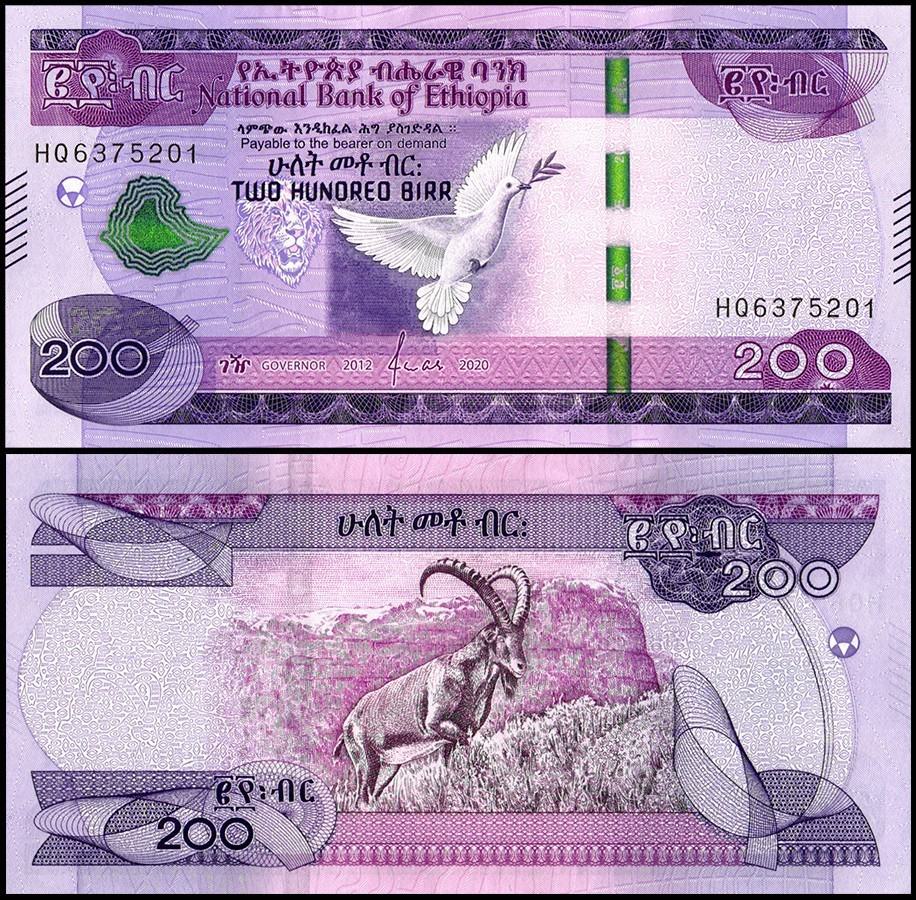 ፪፻ ብር
የኢትዮጵያ ብሔራዊ ባንክ
National Bank of Ethiopia
፪፻ ብር
ላምጪው እንዲከፈል ሕግ ያስገድዳል ።
Payable to the bearer on demand
ሁለት መቶ ብር፡
TWO HUNDRED BIRR
HQ6375201
HQ6375201
200
ገዥ GOVERNOR 2012 2020
200
ሁለት መቶ ብር፡
፪፻ ብር
200
፪፻ ብር
200